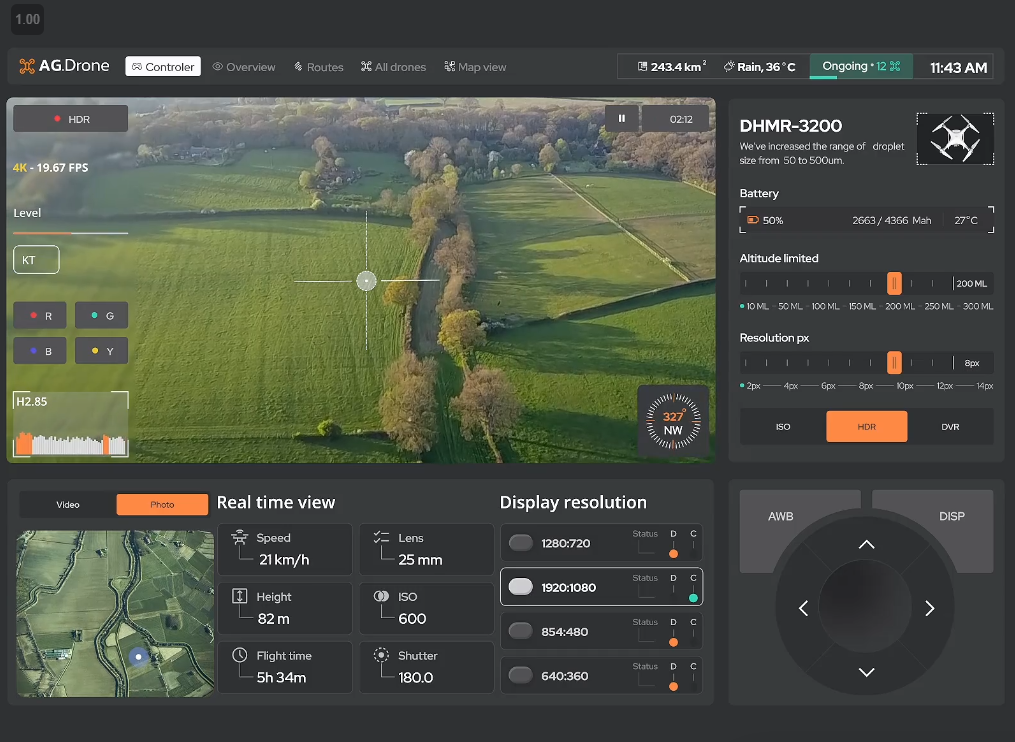 1.00
AG.Drone
Controler
Overview
Routes
All drones
Map view
243.4 km²
Rain, 36°C
Ongoing • 12
11:43 AM
HDR
02:12
4K - 19.67 FPS
Level
KT
R
G
B
Y
H2.85
327°
NW
DHMR-3200
We've increased the range of droplet
size from 50 to 500um.
Battery
50%
2663 / 4366 Mah
27°C
Altitude limited
200 ML
10 ML - 50 ML - 100 ML - 150 ML - 200 ML - 250 ML - 300 ML
Resolution px
8px
2px 4px 6px 8px 10px 12px 14px
ISO
HDR
DVR
Video
Photo
Real time view
Speed
21 km/h
Lens
25 mm
Height
82 m
ISO
600
Flight time
5h 34m
Shutter
180.0
Display resolution
1280:720
Status D C
1920:1080
Status D C
854:480
Status D C
640:360
Status D C
AWB
DISP